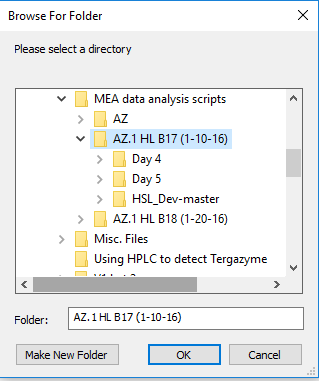 Browse For Folder
Please select a directory
MEA data analysis scripts
AZ
AZ.1 HL B17 (1-10-16)
Day 4
Day 5
HSL_Dev-master
AZ.1 HL B18 (1-20-16)
Misc. Files
Using HPLC to detect Tergazyme
Folder:
AZ.1 HL B17 (1-10-16)
Make New Folder
OK
Cancel